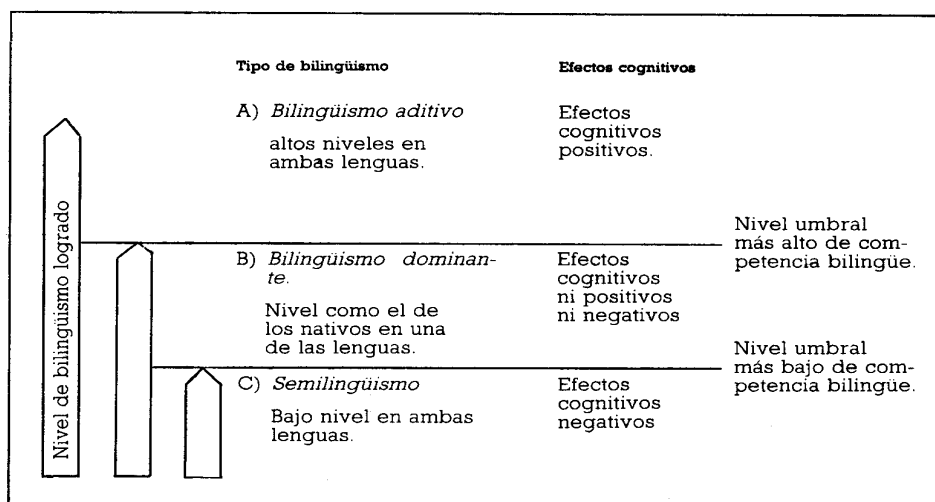 Tipo de bilingüismo
Efectos cognitivos
A) Bilingüismo aditivo
altos niveles en
ambas lenguas.
Efectos
cognitivos
positivos.
Nivel umbral
más alto de com-
petencia bilingüe.
B) Bilingüismo dominan-
te.
Nivel como el de
los nativos en una
de las lenguas.
Efectos
cognitivos
ni positivos
ni negativos
Nivel umbral
más bajo de com-
petencia bilingüe.
C) Semilingüismo
Bajo nivel en ambas
lenguas.
Efectos
cognitivos
negativos
Nivel de bilingüismo logrado